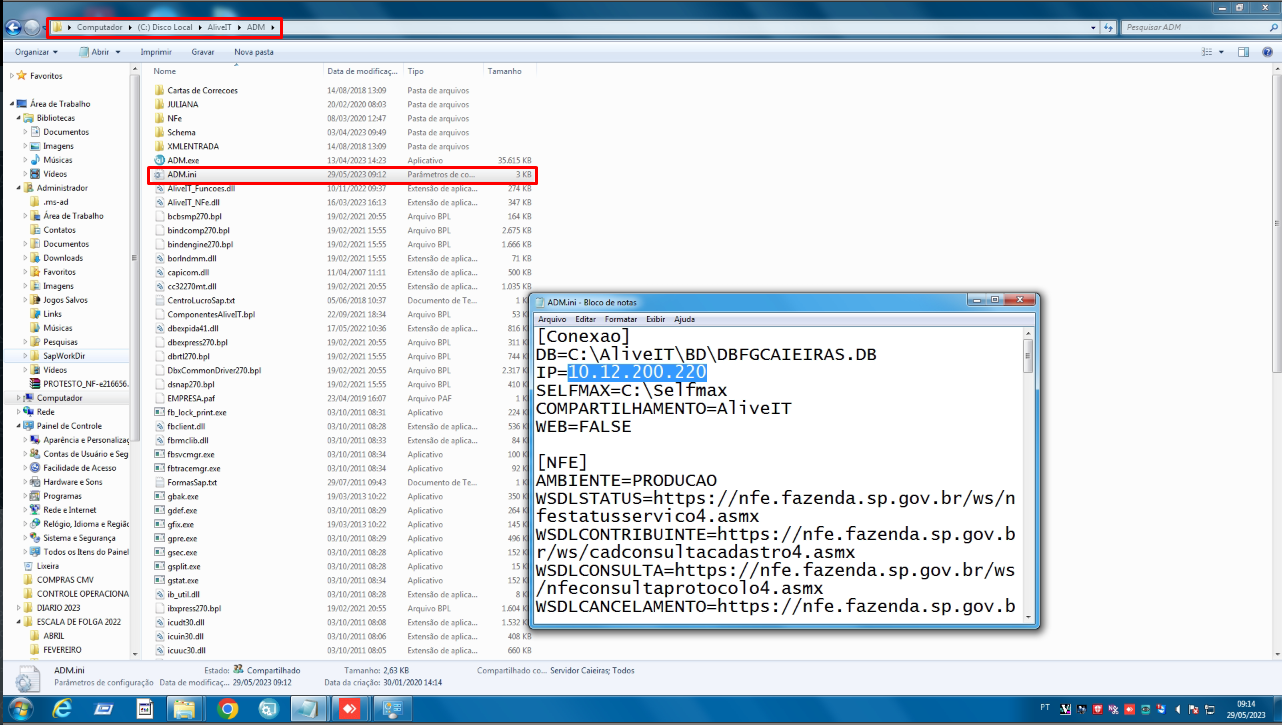 Computador ▸ (C:) Disco Local ▸ AliveIT ▸ ADM ▸
Pesquisar ADM
Organizar Abrir Imprimir Gravar Nova pasta
Nome Data de modificaç... Tipo Tamanho
Favoritos
Área de Trabalho
Bibliotecas
Documentos
Imagens
Músicas
Vídeos
Administrador
.ms-ad
Área de Trabalho
Contatos
Documentos
Downloads
Favoritos
Imagens
Jogos Salvos
Links
Músicas
Pesquisas
SapWorkDir
Vídeos
PROTESTO_NF-e216656.
Computador
Rede
Painel de Controle
Aparência e Personalizaç
Contas de Usuário e Seg
Facilidade de Acesso
Hardware e Sons
Programas
Rede e Internet
Relógio, Idioma e Regiãc
Sistema e Segurança
Todos os Itens do Painel
Lixeira
COMPRAS CMV
CONTROLE OPERACIONA
DIARIO 2023
ESCALA DE FOLGA 2022
ABRIL
FEVEREIRO
Cartas de Correcoes 14/08/2018 13:09 Pasta de arquivos
JULIANA 20/02/2020 08:03 Pasta de arquivos
NFe 08/03/2020 12:47 Pasta de arquivos
Schema 03/04/2023 09:49 Pasta de arquivos
XMLENTRADA 14/08/2018 13:09 Pasta de arquivos
ADM.exe 13/04/2023 14:23 Aplicativo 35.615 KB
ADM.ini 29/05/2023 09:12 Parâmetros de co... 3 KB
AliveIT_Funcoes.dll 10/11/2022 09:37 Extensão de aplica... 274 KB
AliveIT_NFe.dll 16/03/2023 16:13 Extensão de aplica... 347 KB
bcbsmp270.bpl 19/02/2021 20:55 Arquivo BPL 164 KB
bindcomp270.bpl 19/02/2021 15:55 Arquivo BPL 2.675 KB
bindengine270.bpl 19/02/2021 15:55 Arquivo BPL 1.666 KB
borlndmm.dll 19/02/2021 20:55 Extensão de aplica... 71 KB
capicom.dll 11/04/2007 11:11 Extensão de aplica... 500 KB
cc32270mt.dll 19/02/2021 20:55 Extensão de aplica... 1.035 KB
CentroLucroSap.txt 05/06/2018 10:37 Documento de Te... 1 K
ComponentesAliveIT.bpl 22/09/2021 18:34 Arquivo BPL 53 K
dbexpida41.dll 17/05/2022 10:36 Extensão de aplica... 816 K
dbexpress270.bpl 19/02/2021 15:55 Arquivo BPL 311 K
dbrtl270.bpl 19/02/2021 15:55 Arquivo BPL 744 K
DbxCommonDriver270.bpl 19/02/2021 15:55 Arquivo BPL 2.317 K
dsnap270.bpl 19/02/2021 15:55 Arquivo BPL 410 K
EMPRESA.paf 23/04/2019 16:07 Arquivo PAF 1 K
fb_lock_print.exe 03/10/2011 08:31 Aplicativo 224 K
fbclient.dll 03/10/2011 08:28 Extensão de aplica... 536 K
fbrmclib.dll 03/10/2011 08:33 Extensão de aplica... 84 K
fbsvcmgr.exe 03/10/2011 08:34 Aplicativo 100 K
fbtracemgr.exe 03/10/2011 08:34 Aplicativo 92 K
FormasSap.txt 29/07/2011 09:43 Documento de Te... 1 K
gbak.exe 19/03/2013 10:22 Aplicativo 350 K
gdef.exe 03/10/2011 08:34 Aplicativo 264 K
gfix.exe 19/03/2013 10:22 Aplicativo 145 K
gpre.exe 03/10/2011 08:29 Aplicativo 496 K
gsec.exe 03/10/2011 08:34 Aplicativo 152 K
gsplit.exe 03/10/2011 08:34 Aplicativo 15 K
gstat.exe 03/10/2011 08:34 Aplicativo 152 K
ib_util.dll 03/10/2011 08:30 Extensão de aplica... 8 K
ibxpress270.bpl 19/02/2021 20:55 Arquivo BPL 1.604 K
icudt30.dll 03/10/2011 08:08 Extensão de aplica... 1.532 K
icuin30.dll 03/10/2011 08:06 Extensão de aplica... 408 KB
icuuc30.dll 03/10/2011 08:05 Extensão de aplica... 660 KB
ADM.ini - Bloco de notas
Arquivo Editar Formatar Exibir Ajuda
[Conexao]
DB=C:\AliveIT\BD\DBFGCAIEIRAS.DB
IP=10.12.200.220
SELFMAX=C:\Selfmax
COMPARTILHAMENTO=AliveIT
WEB=FALSE
[NFE]
AMBIENTE=PRODUCAO
WSDLSTATUS=https://nfe.fazenda.sp.gov.br/ws/n
festatusservico4.asmx
WSDLCONTRIBUINTE=https://nfe.fazenda.sp.gov.b
r/ws/cadconsultacadastro4.asmx
WSDLCONSULTA=https://nfe.fazenda.sp.gov.br/ws
/nfeconsultaprotocolo4.asmx
WSDLCANCELAMENTO=https://nfe.fazenda.sp.gov.b
ADM.ini Estado: Compartilhado Tamanho: 2,63 KB Compartilhado co... Servidor Caieiras; Todos
Parâmetros de configuração Data de modificaç... 29/05/2023 09:12 Data da criação: 30/01/2020 14:14
PT
09:14
29/05/2023